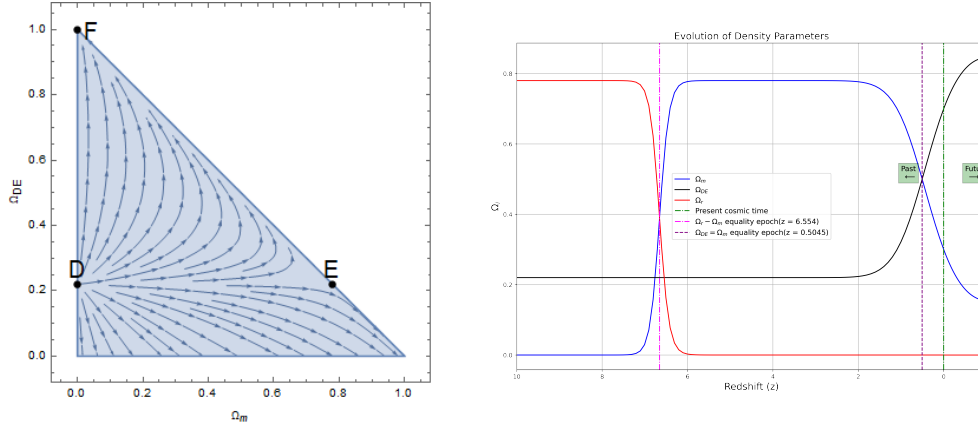 1.0
0.8
0.6
0.4
0.2
0.0
Ω_DE
F
D
E
0.0 0.2 0.4 0.6 0.8 1.0
Ω_m
Evolution of Density Parameters
0.8
0.6
0.4
0.2
0.0
Ω_m
Ω_DE
Ω_r
Present cosmic time
Ω_r − Ω_m equality epoch(z = 6.554)
Ω_DE = Ω_m equality epoch(z = 0.5045)
Past
←
→
10 8 6 4 2 0
Redshift (z)